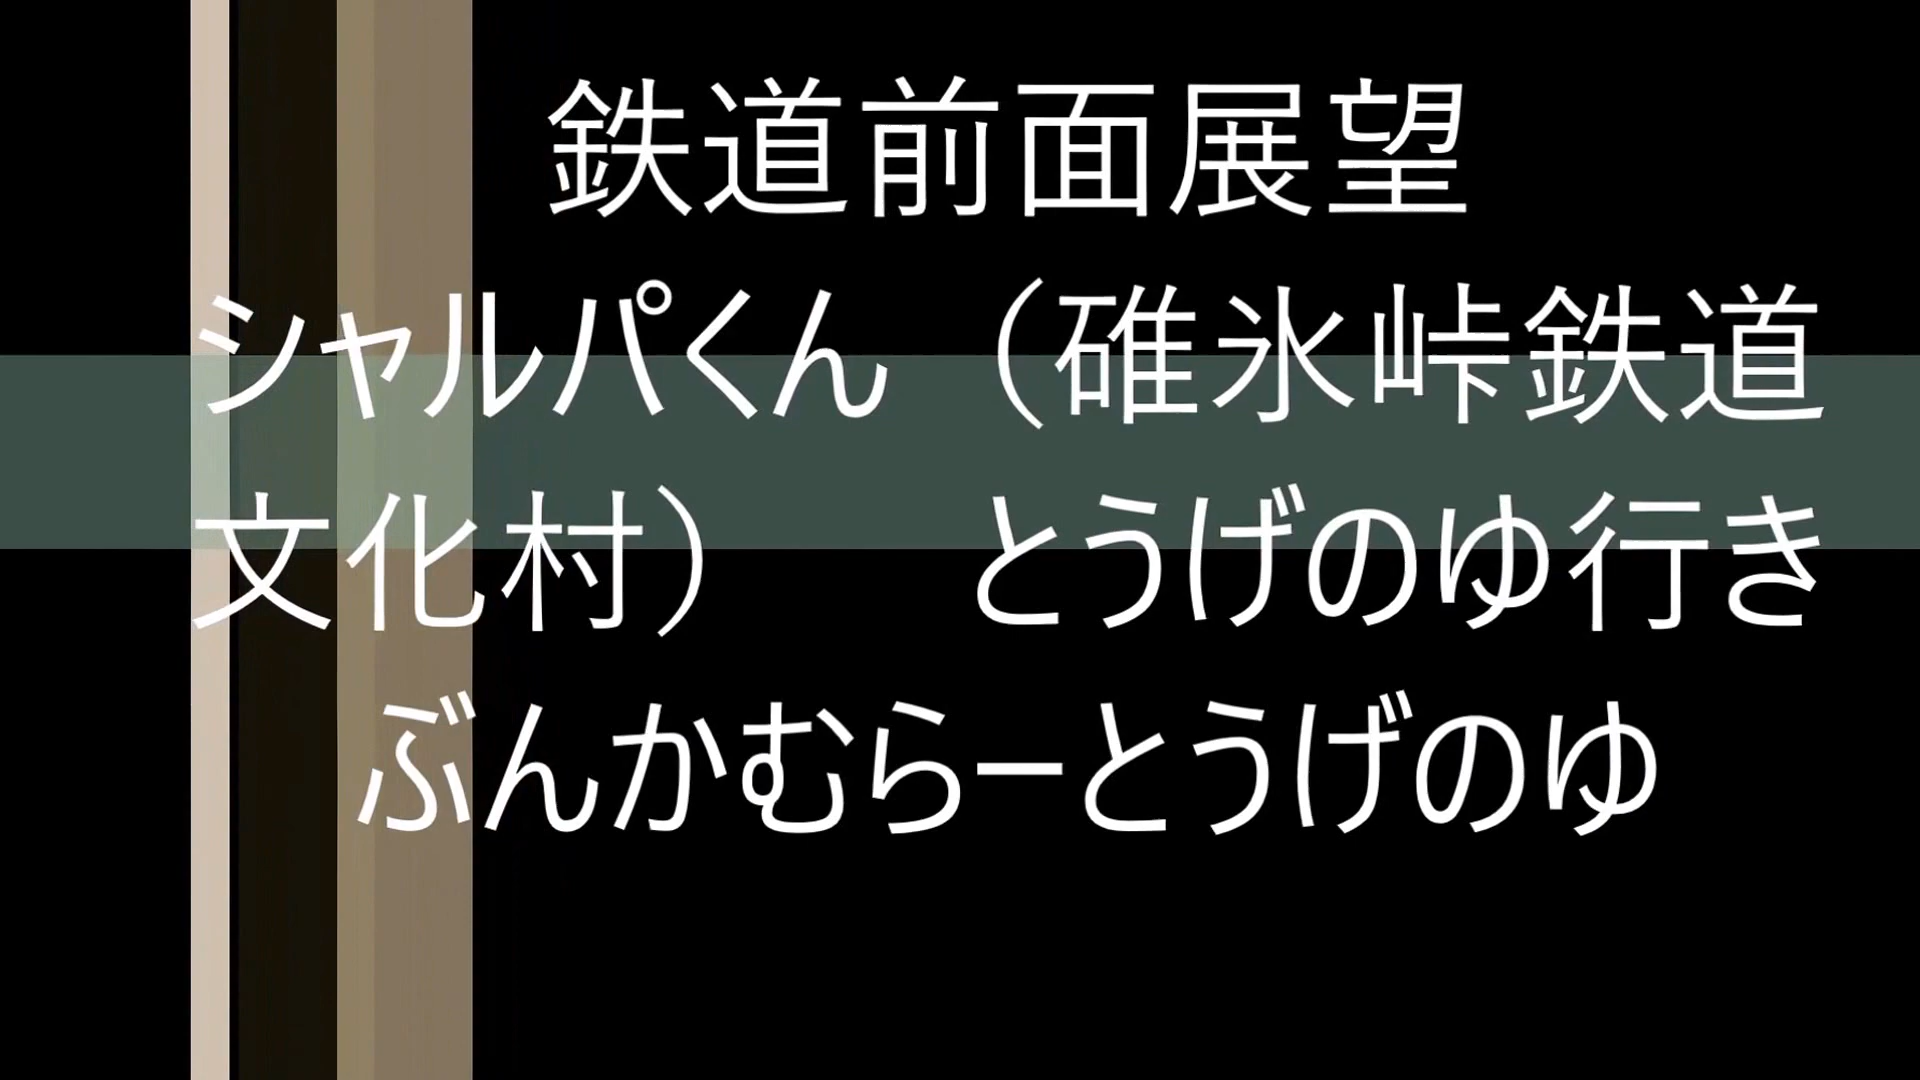 鉄道前面展望
シャルパくん（碓氷峠鉄道
文化村）　とうげのゆ行き
ぶんかむらーとうげのゆ